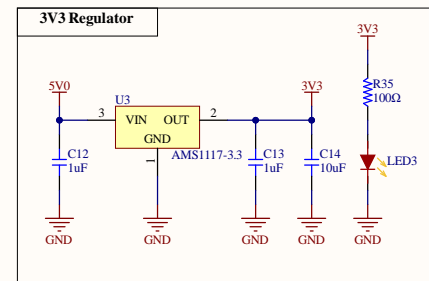 3V3 Regulator
3V3
5V0
U3
3V3
R35
100Ω
3
VIN
OUT
2
GND
C12
1uF
1
AMS1117-3.3
C13
1uF
C14
10uF
LED3
GND
GND
GND
GND
GND